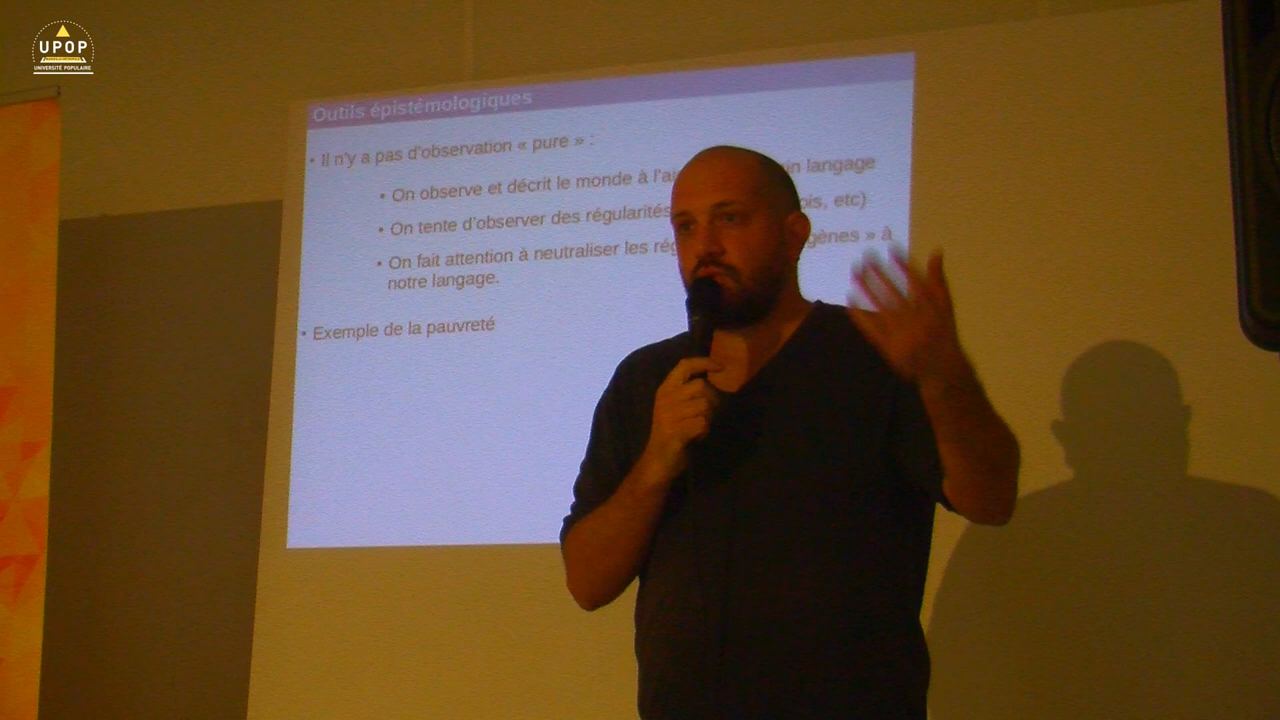 UPOP
UNIVERSITÉ POPULAIRE
Outils épistémologiques
• Il n'y a pas d'observation « pure » :
• On observe et décrit le monde à l'ai langage
• On tente d'observer des régularités ois, etc)
• On fait attention à neutraliser les rég gènes » à
notre langage.
• Exemple de la pauvreté